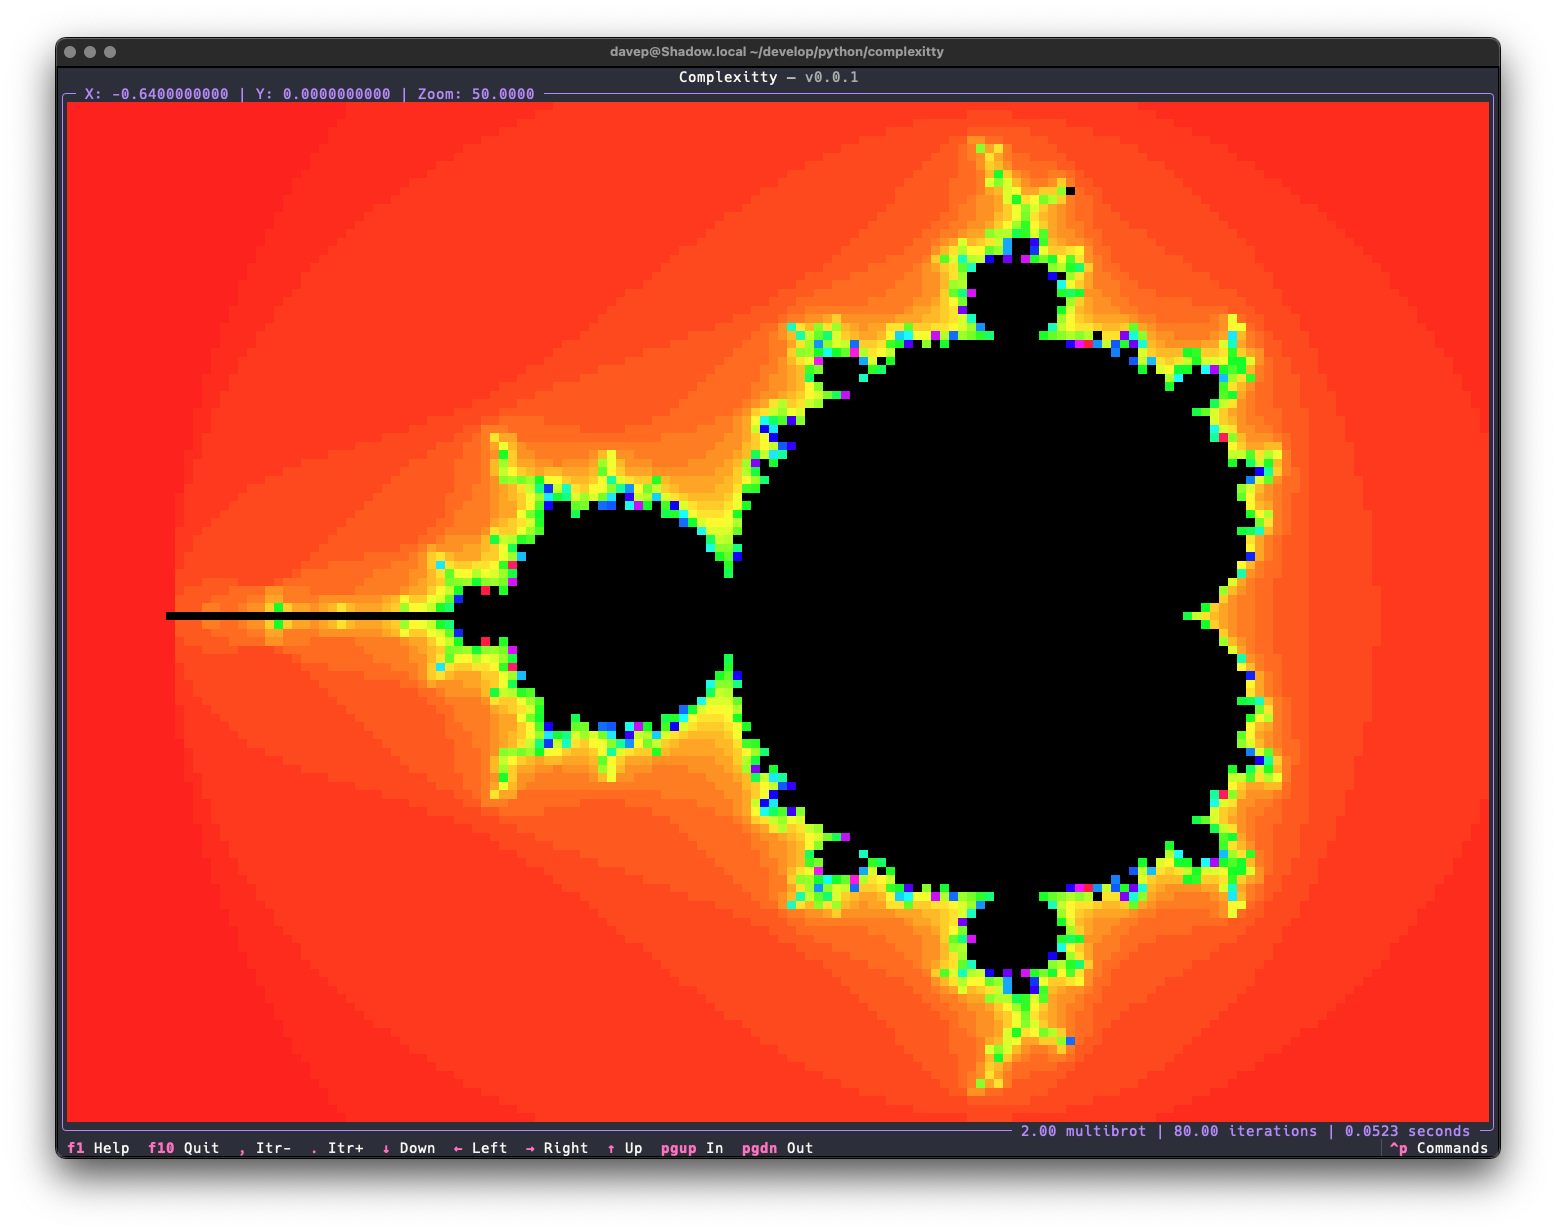 davep@Shadow.local ~/develop/python/complexitty
Complexitty — v0.0.1
X: -0.6400000000 | Y: 0.0000000000 | Zoom: 50.0000
2.00 multibrot | 80.00 iterations | 0.0523 seconds
f1 Help f10 Quit , Itr- . Itr+ ↓ Down ← Left → Right ↑ Up pgup In pgdn Out ^p Commands